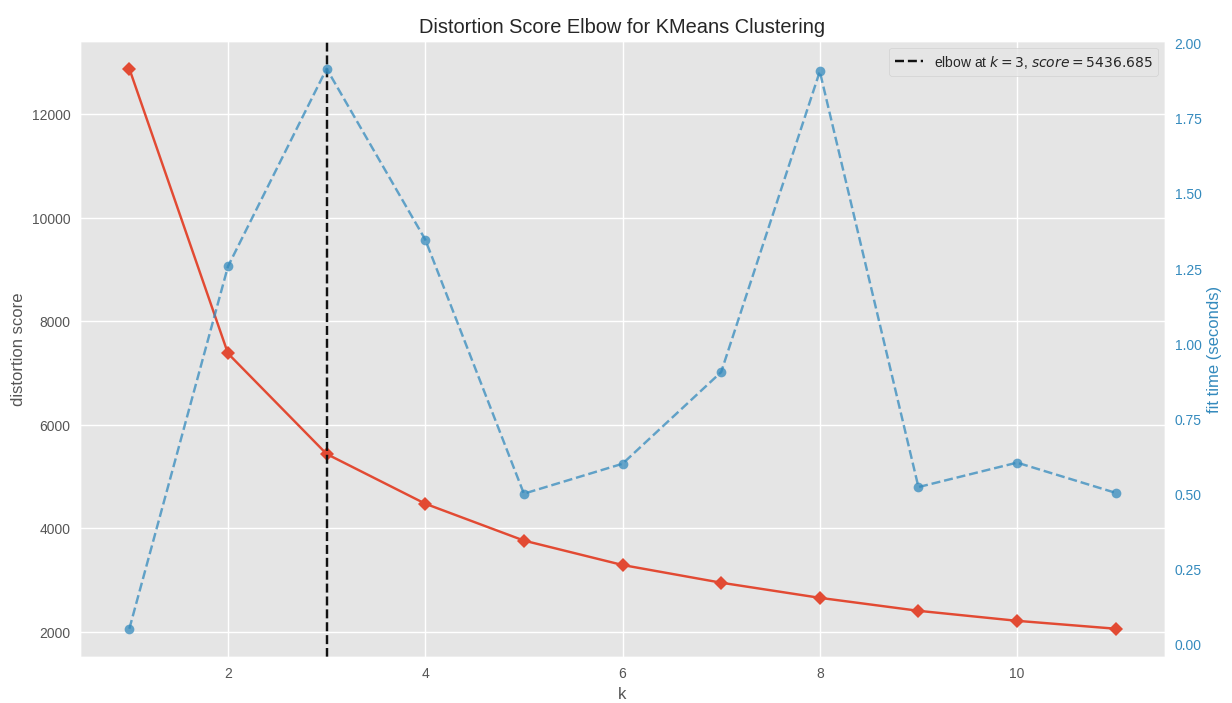 Distortion Score Elbow for KMeans Clustering
elbow at k = 3, score = 5436.685
distortion score
12000
10000
8000
6000
4000
2000
2.00
1.75
1.50
1.25
1.00
0.75
0.50
0.25
0.00
fit time (seconds)
2 4 6 8 10
k